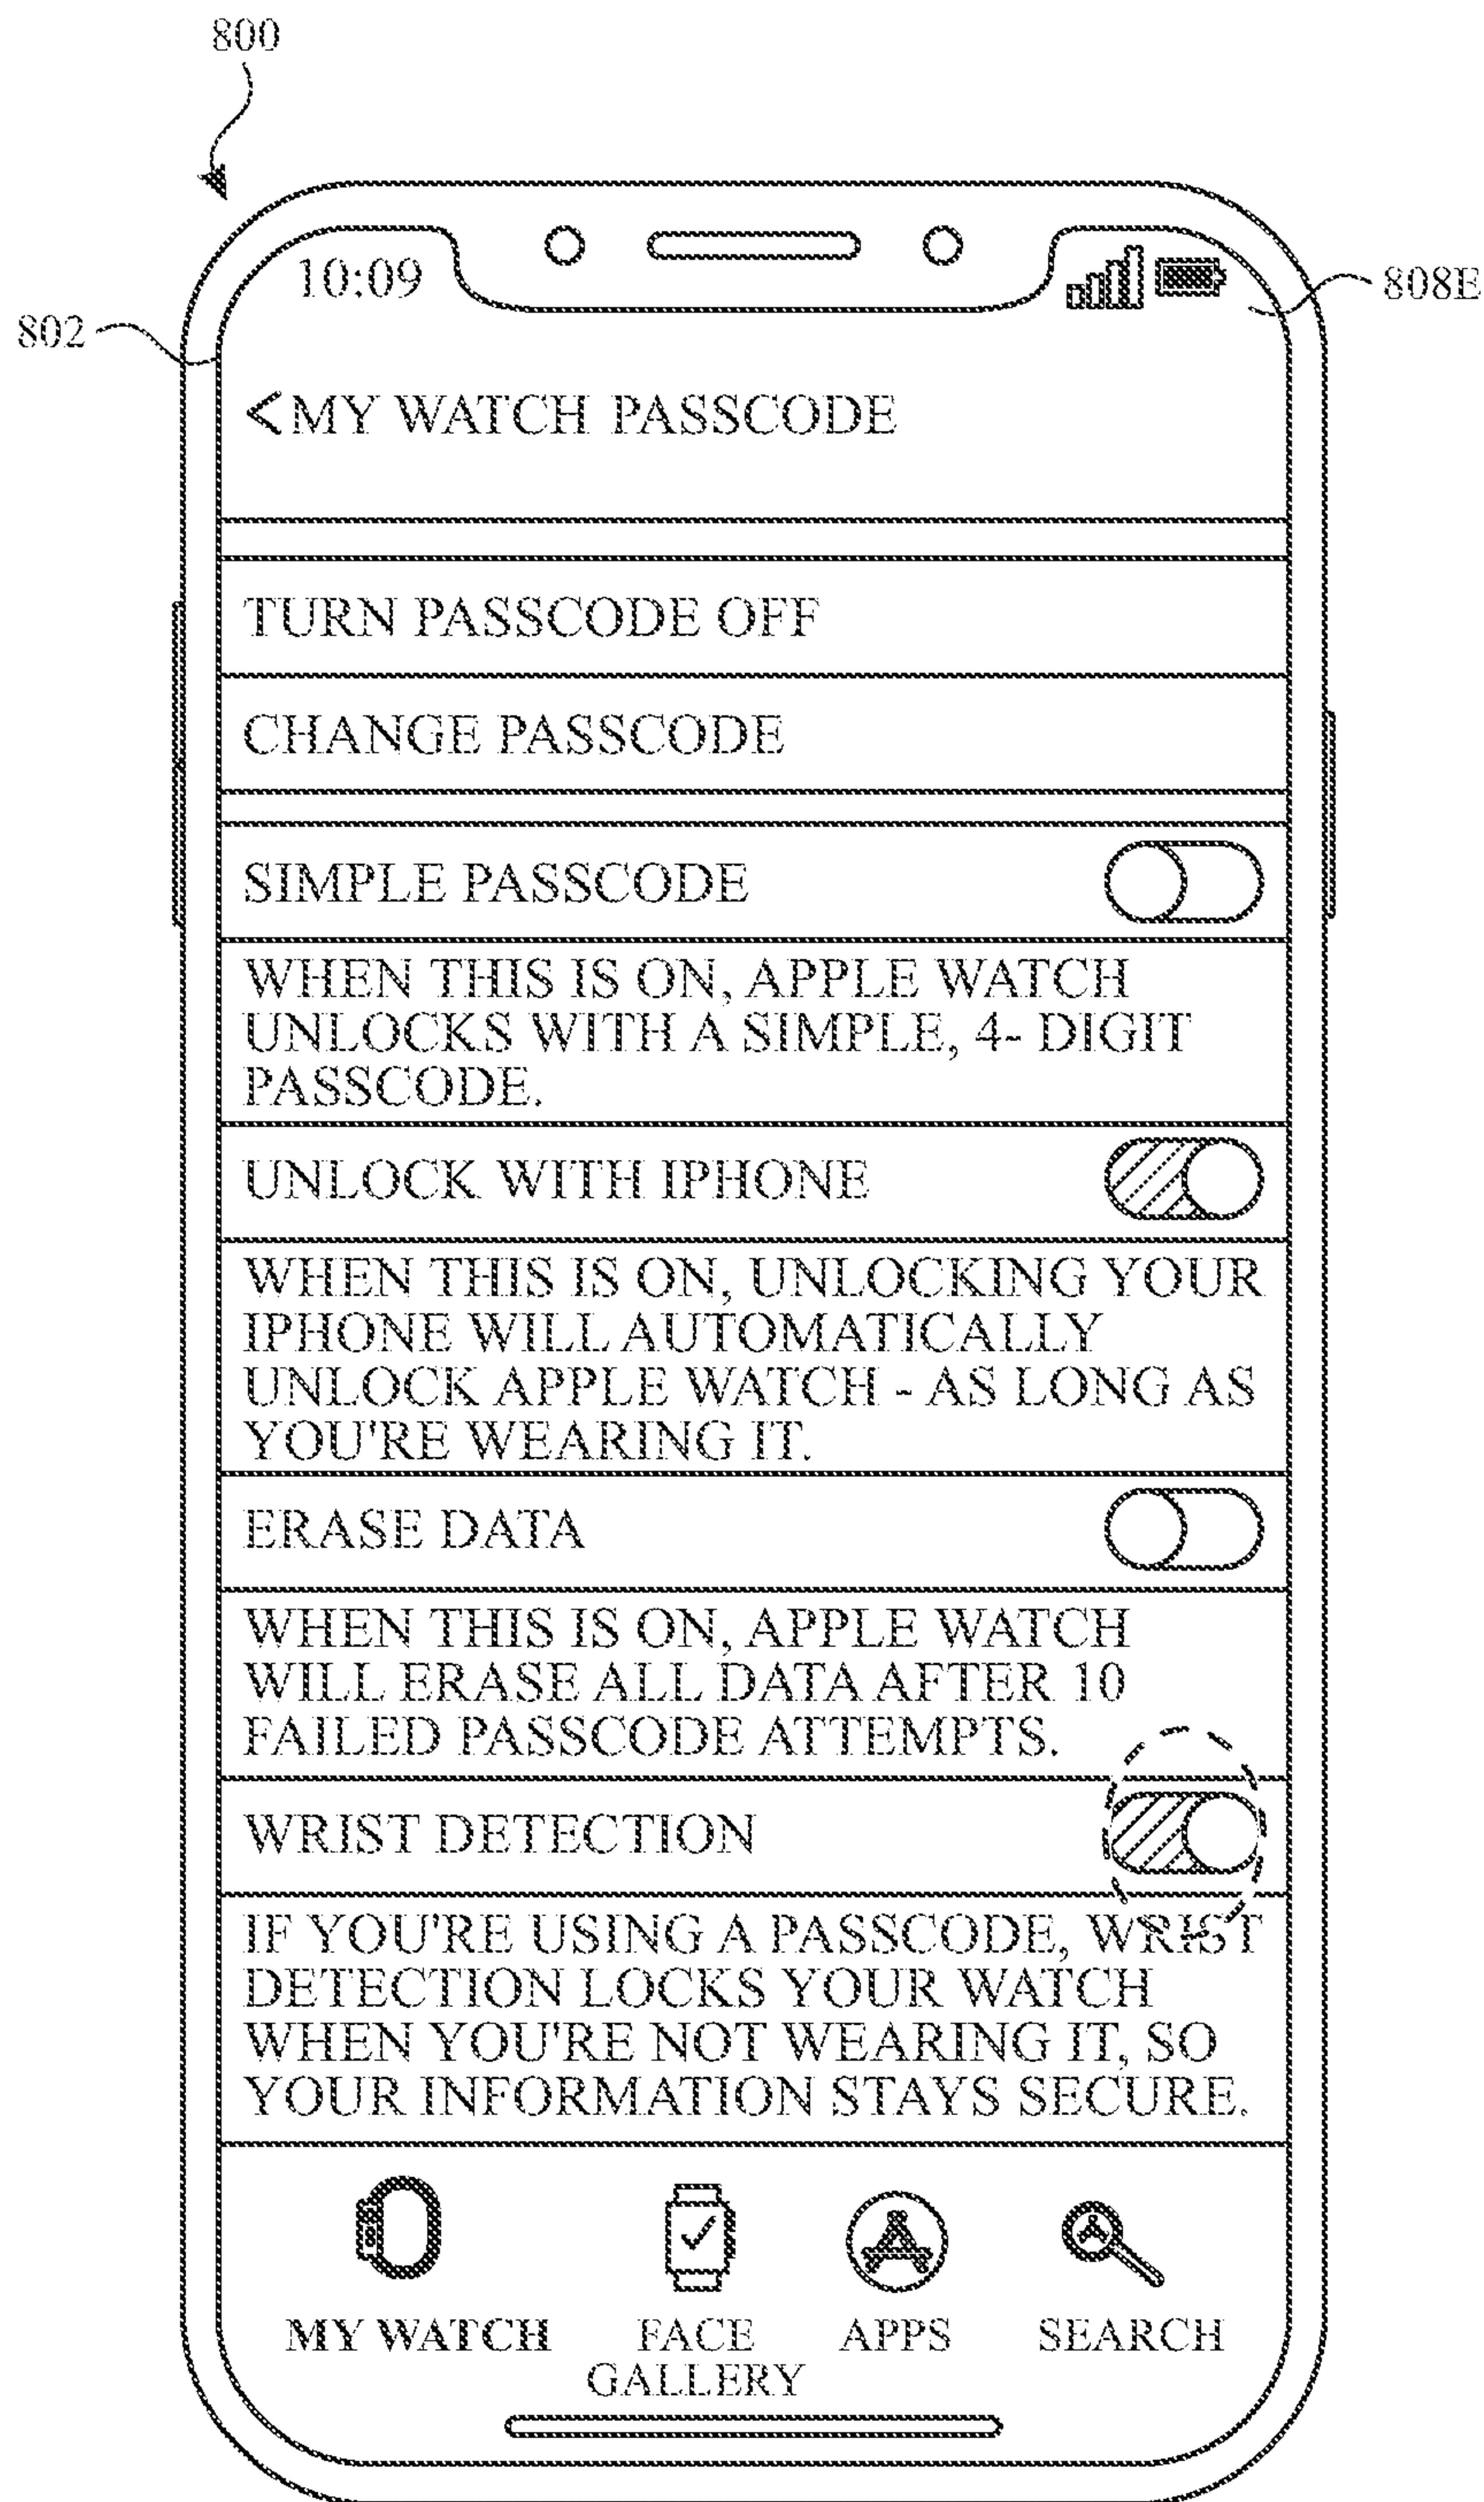 800
10:09
808E
802
<MY WATCH PASSCODE
TURN PASSCODE OFF
CHANGE PASSCODE
SIMPLE PASSCODE
WHEN THIS IS ON, APPLE WATCH
UNLOCKS WITH A SIMPLE, 4- DIGIT
PASSCODE.
UNLOCK WITH IPHONE
WHEN THIS IS ON, UNLOCKING YOUR
IPHONE WILL AUTOMATICALLY
UNLOCK APPLE WATCH - AS LONG AS
YOU'RE WEARING IT.
ERASE DATA
WHEN THIS IS ON, APPLE WATCH
WILL ERASE ALL DATA AFTER 10
FAILED PASSCODE ATTEMPTS.
WRIST DETECTION
IF YOU'RE USING A PASSCODE, WRIST
DETECTION LOCKS YOUR WATCH
WHEN YOU'RE NOT WEARING IT, SO
YOUR INFORMATION STAYS SECURE.
MY WATCH
FACE
GALLERY
APPS
SEARCH